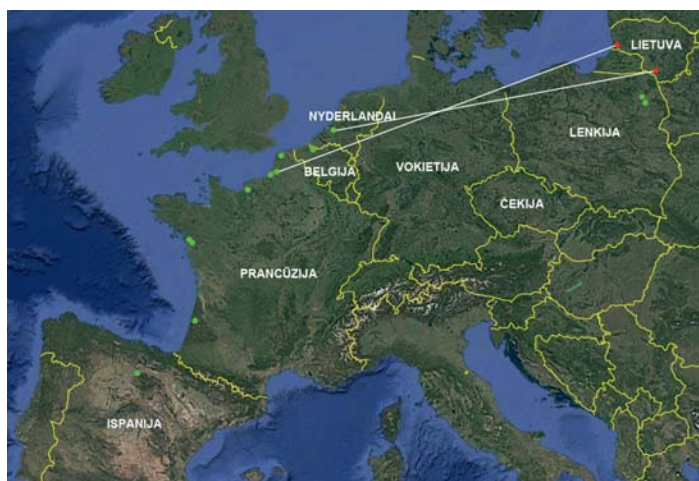 LIETUVA
NYDERLANDAI
LENKIJA
BELGIJA
VOKIETIJA
ČEKIJA
PRANCŪZIJA
ISPANIJA